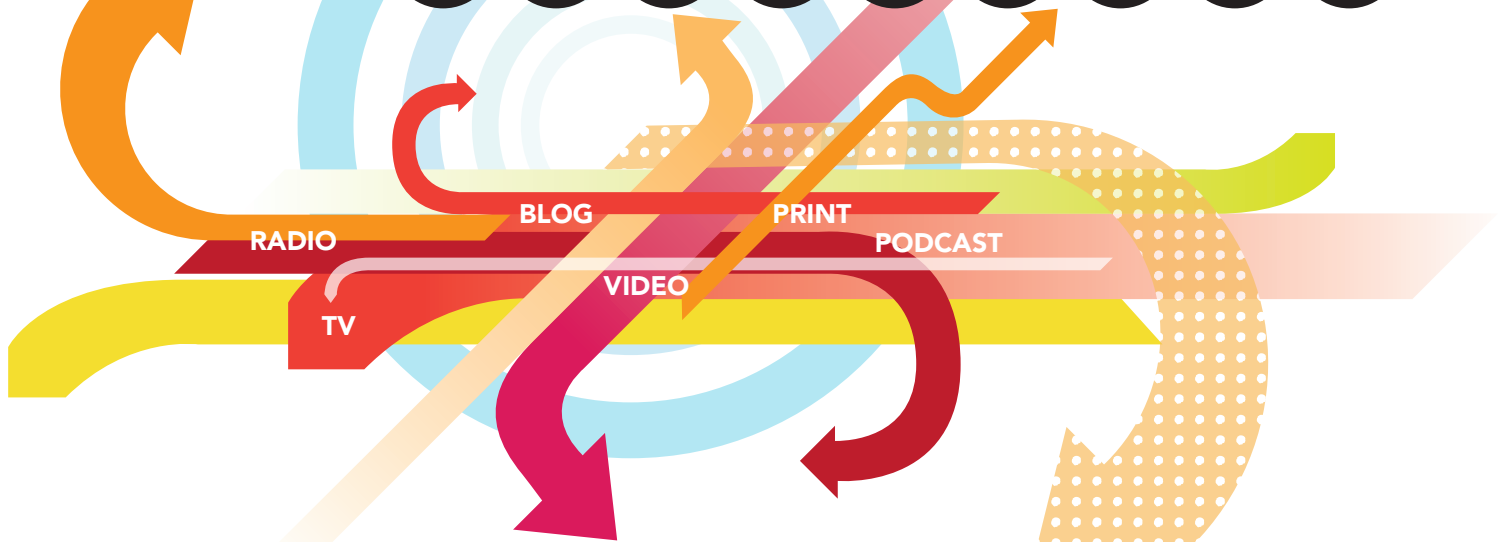 BLOG
PRINT
RADIO
PODCAST
VIDEO
TV